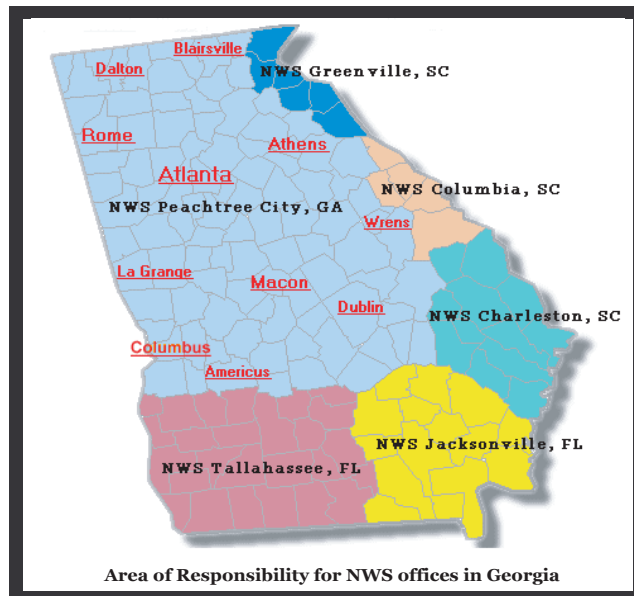 Blairsville
Dalton
NWS Greenville, SC
Rome
Athens
Atlanta
NWS Columbia, SC
NWS Peachtree City, GA
Wrens
La Grange
Macon
Dublin
NWS Charleston, SC
Columbus
Americus
NWS Jacksonville, FL
NWS Tallahassee, FL
Area of Responsibility for NWS offices in Georgia